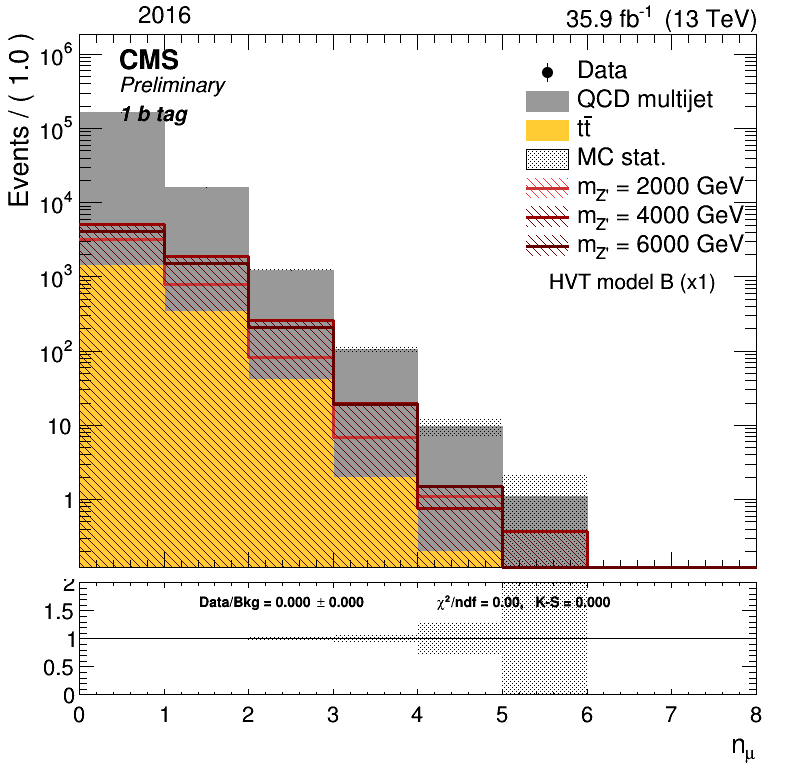 2016
35.9 fb⁻¹ (13 TeV)
CMS
Preliminary
1 b tag
Data
QCD multijet
tt̄
MC stat.
m_Z' = 2000 GeV
m_Z' = 4000 GeV
m_Z' = 6000 GeV
HVT model B (x1)
Events / ( 1.0 )
10⁶
10⁵
10⁴
10³
10²
10
1
Data/Bkg = 0.000 ± 0.000
χ²/ndf = 0.00, K-S = 0.000
2
1.5
1
0.5
0
0 1 2 3 4 5 6 7 8
n_μ